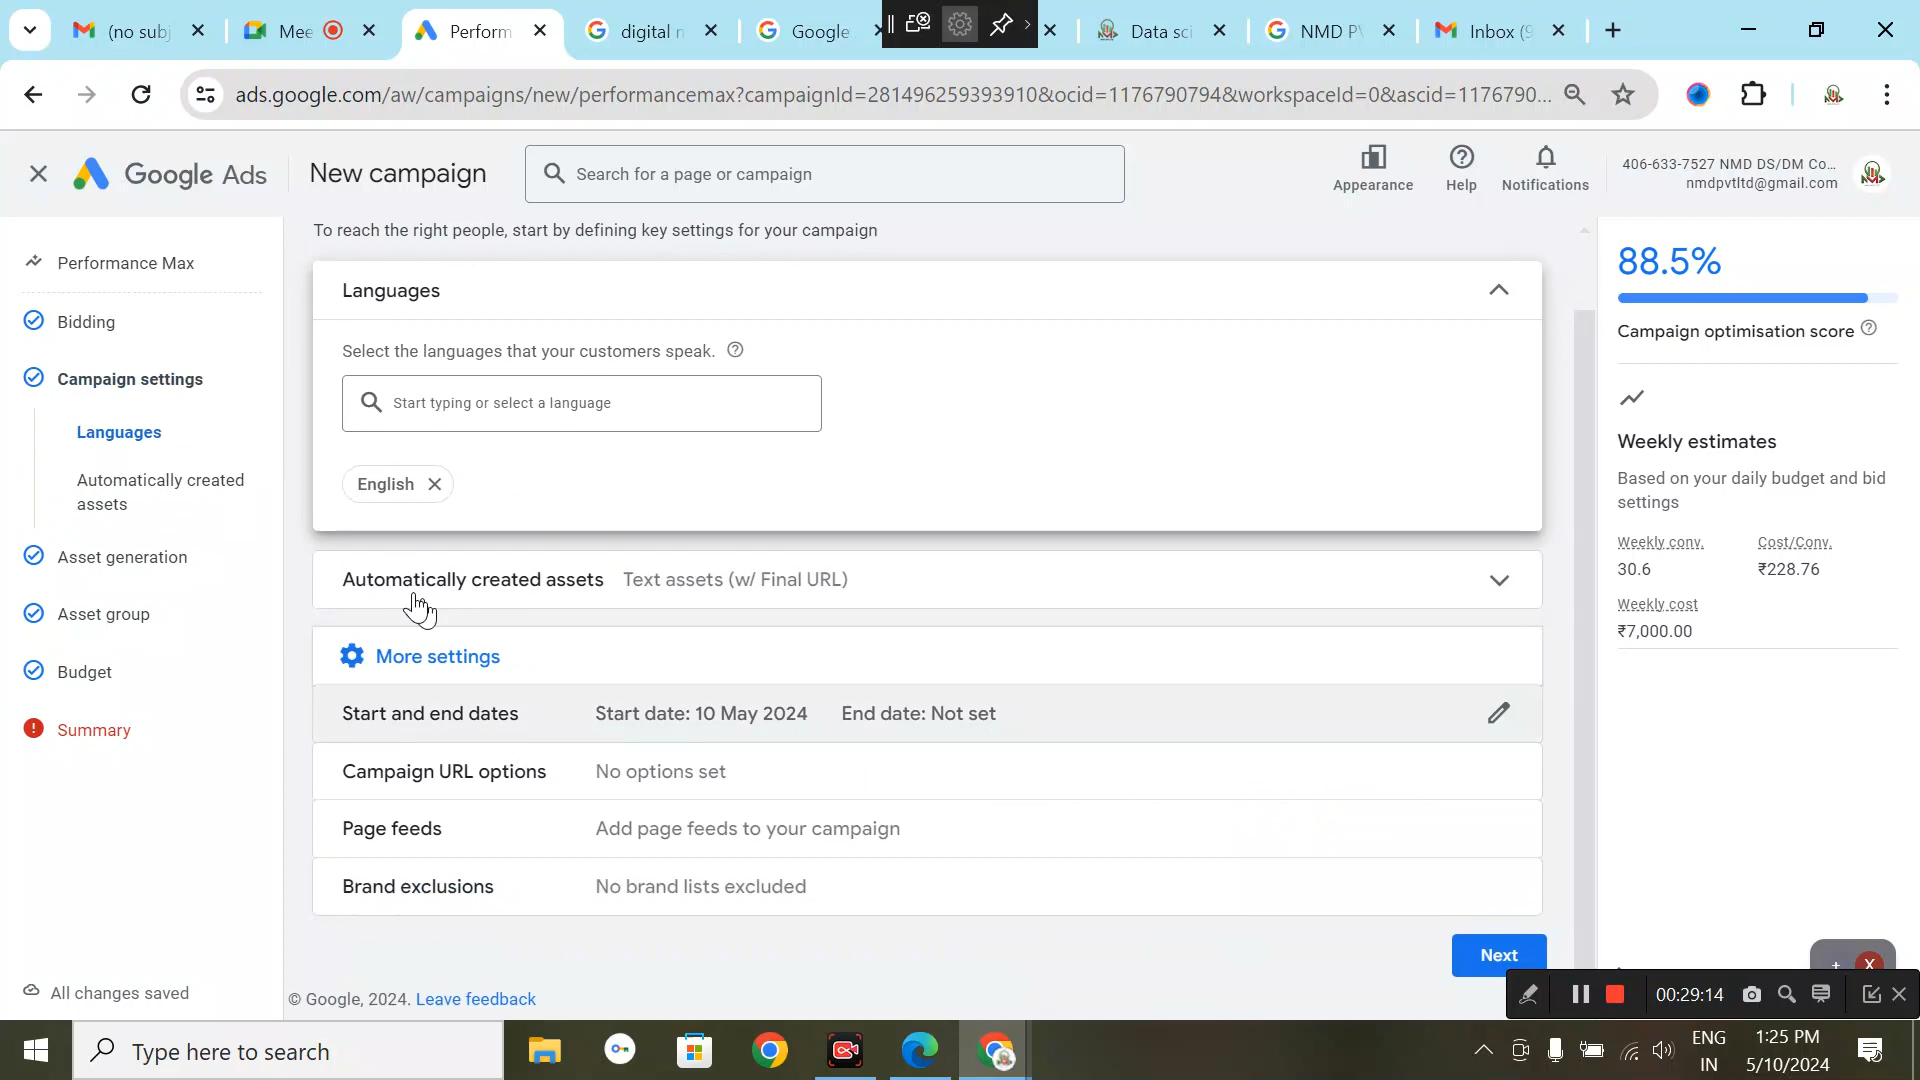 (no subj
Mee
Perform
digital n
Google
Data sci
NMD PV
Inbox (9
ads.google.com/aw/campaigns/new/performancemax?campaignId=281496259393910&ocid=1176790794&workspaceId=0&ascid=1176790...
Google Ads
New campaign
Search for a page or campaign
Appearance
Help
Notifications
406-633-7527 NMD DS/DM Co...
nmdpvtltd@gmail.com
Performance Max
Bidding
Campaign settings
Languages
Automatically created
assets
Asset generation
Asset group
Budget
Summary
All changes saved
To reach the right people, start by defining key settings for your campaign
Languages
Select the languages that your customers speak.
Start typing or select a language
English
Automatically created assets Text assets (w/ Final URL)
More settings
Start and end dates Start date: 10 May 2024 End date: Not set
Campaign URL options No options set
Page feeds Add page feeds to your campaign
Brand exclusions No brand lists excluded
Next
© Google, 2024. Leave feedback
88.5%
Campaign optimisation score
Weekly estimates
Based on your daily budget and bid
settings
Weekly conv. Cost/Conv.
30.6 ₹228.76
Weekly cost
₹7,000.00
00:29:14
Type here to search
ENG
IN
1:25 PM
5/10/2024